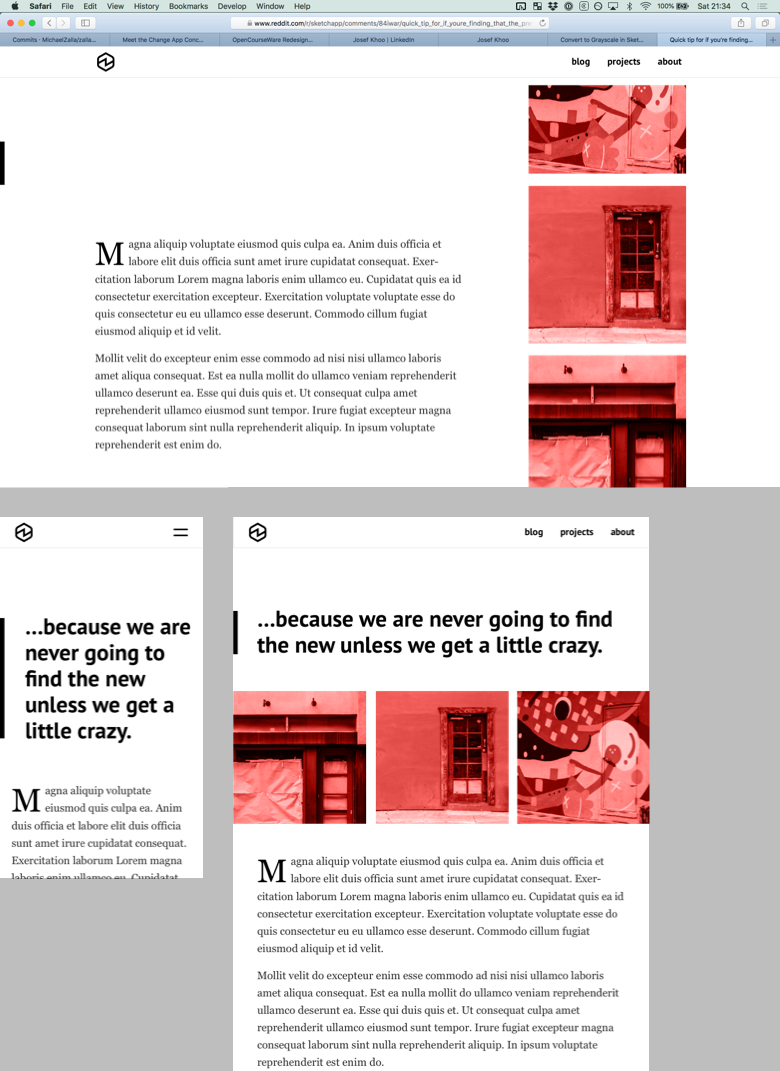 Safari File Edit View History Bookmarks Develop Window Help 100% Sat 21:34
www.reddit.com/r/sketchapp/comments/84iwar/quick_tip_for_if_youre_finding_that_the_pr
Commits · MichaelZalla/zalla... Meet the Change App Conc... OpenCourseWare Redesign... Josef Khoo | LinkedIn Josef Khoo Convert to Grayscale in Sket... Quick tip for if you're finding...
blog projects about
Magna aliquip voluptate eiusmod quis culpa ea. Anim duis officia et
labore elit duis officia sunt amet irure cupidatat consequat. Exer-
citation laborum Lorem magna laboris enim ullamco eu. Cupidatat quis ea id
consectetur exercitation excepteur. Exercitation voluptate voluptate esse do
quis consectetur eu eu ullamco esse deserunt. Commodo cillum fugiat
eiusmod aliquip et id velit.
Mollit velit do excepteur enim esse commodo ad nisi nisi ullamco laboris
amet aliqua consequat. Est ea nulla mollit do ullamco veniam reprehenderit
ullamco deserunt ea. Esse qui duis quis et. Ut consequat culpa amet
reprehenderit ullamco eiusmod sunt tempor. Irure fugiat excepteur magna
consequat laborum sint nulla reprehenderit aliquip. In ipsum voluptate
reprehenderit est enim do.
...because we are
never going to
find the new
unless we get a
little crazy.
Magna aliquip voluptate
eiusmod quis culpa ea. Anim
duis officia et labore elit duis officia
sunt amet irure cupidatat consequat.
Exercitation laborum Lorem magna
laboris enim ullamco eu. Cupidatat
blog projects about
...because we are never going to find
the new unless we get a little crazy.
Magna aliquip voluptate eiusmod quis culpa ea. Anim duis officia et
labore elit duis officia sunt amet irure cupidatat consequat. Exer-
citation laborum Lorem magna laboris enim ullamco eu. Cupidatat quis ea id
consectetur exercitation excepteur. Exercitation voluptate voluptate esse do
quis consectetur eu eu ullamco esse deserunt. Commodo cillum fugiat
eiusmod aliquip et id velit.
Mollit velit do excepteur enim esse commodo ad nisi nisi ullamco laboris
amet aliqua consequat. Est ea nulla mollit do ullamco veniam reprehenderit
ullamco deserunt ea. Esse qui duis quis et. Ut consequat culpa amet
reprehenderit ullamco eiusmod sunt tempor. Irure fugiat excepteur magna
consequat laborum sint nulla reprehenderit aliquip. In ipsum voluptate
reprehenderit est enim do.